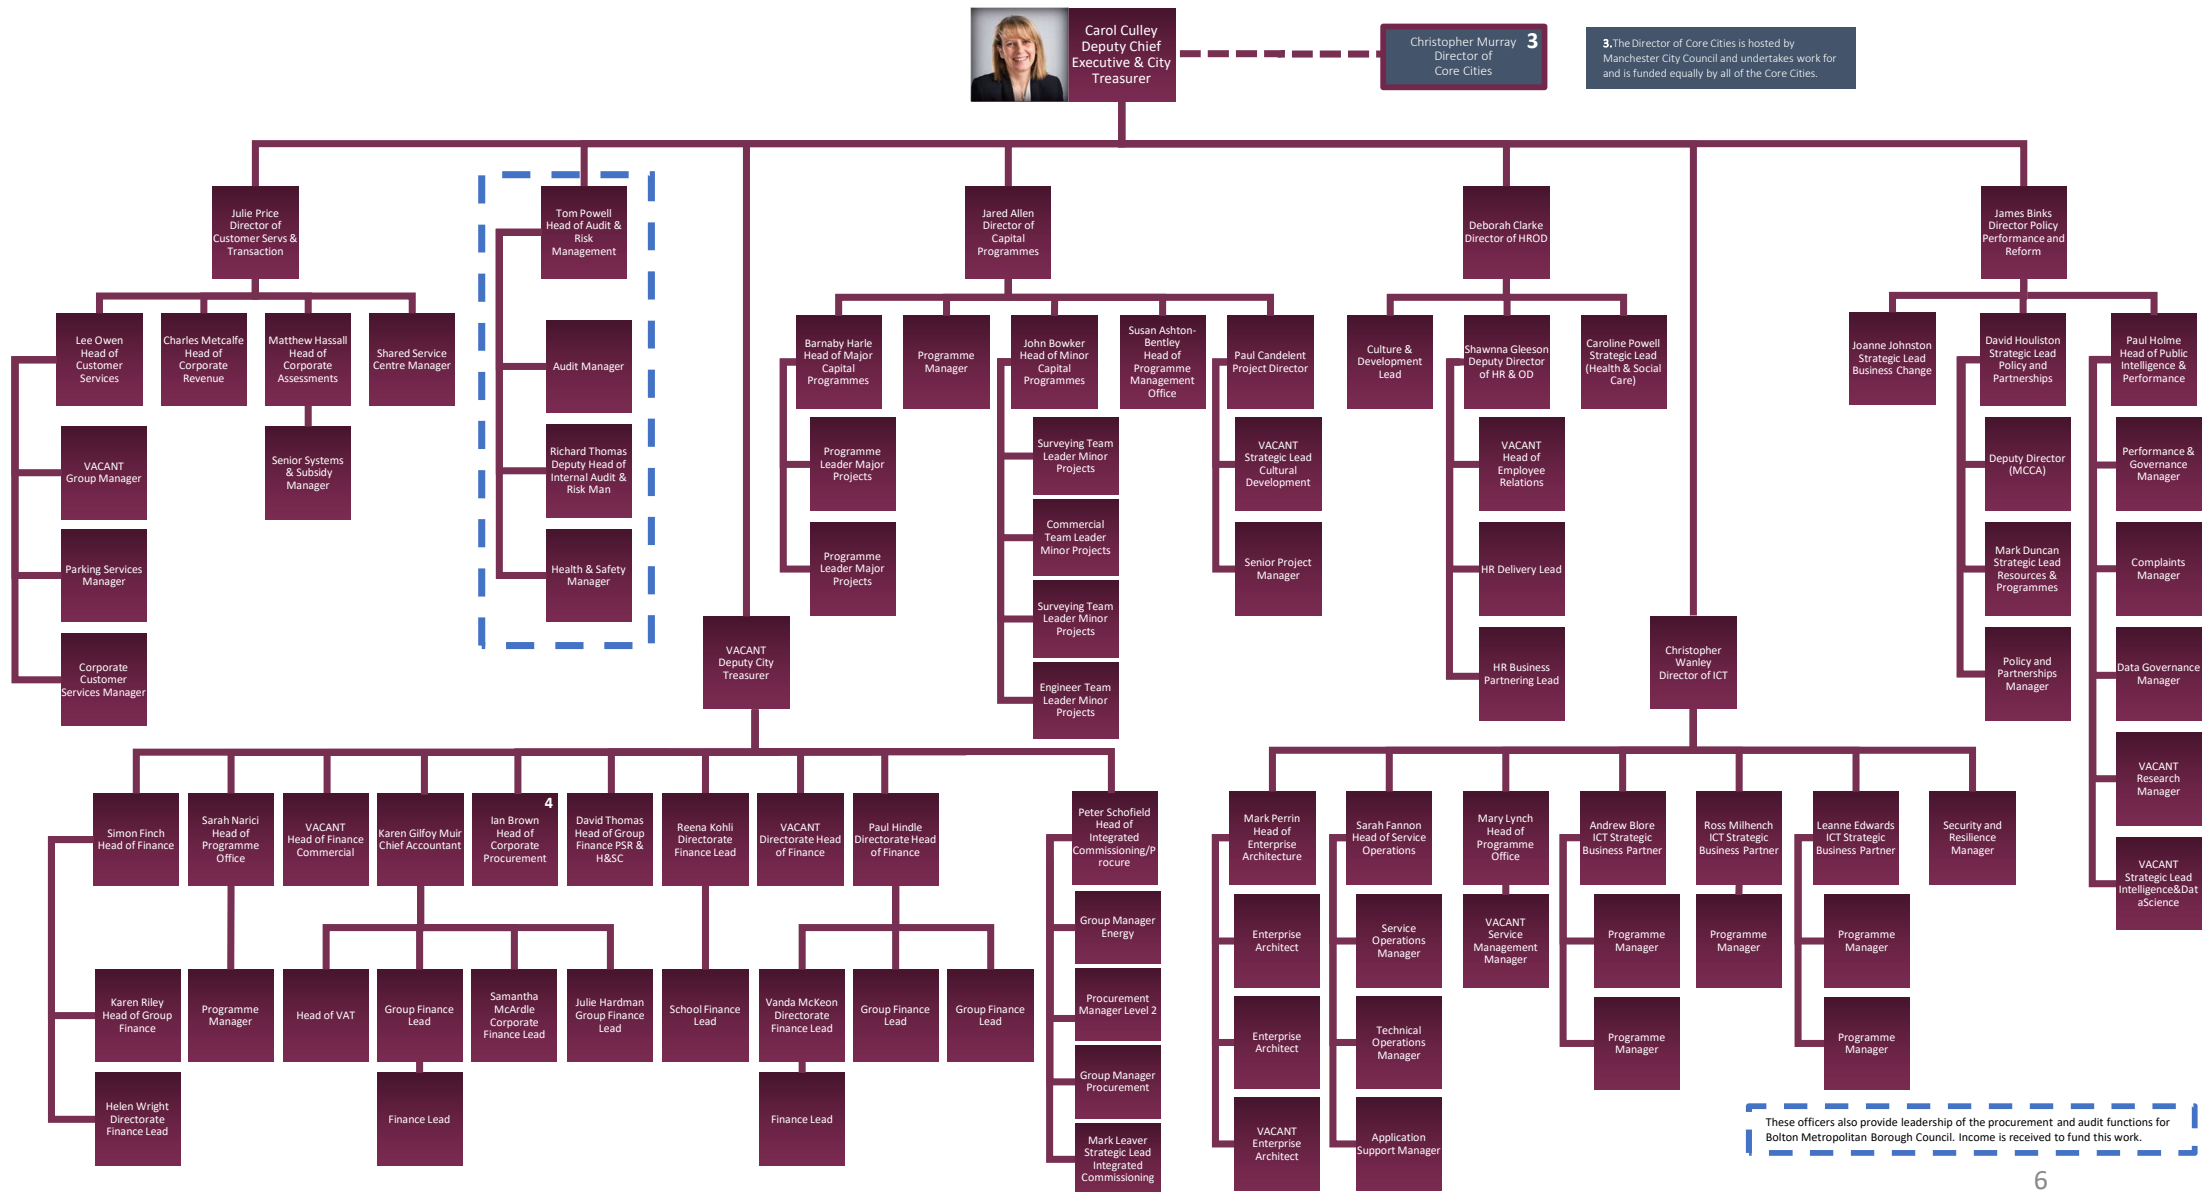 Carol Culley
Deputy Chief
Executive & City
Treasurer
Christopher Murray
Director of
Core Cities
3
3.The Director of Core Cities is hosted by
Manchester City Council and undertakes work for
and is funded equally by all of the Core Cities.
Julie Price
Director of
Customer Servs &
Transaction
Tom Powell
Head of Audit &
Risk
Management
Jared Allen
Director of
Capital
Programmes
Deborah Clarke
Director of HROD
James Binks
Director Policy
Performance and
Reform
Lee Owen
Head of
Customer
Services
Charles Metcalfe
Head of
Corporate
Revenue
Matthew Hassall
Head of
Corporate
Assessments
Shared Service
Centre Manager
VACANT
Group Manager
Parking Services
Manager
Corporate
Customer
Services Manager
Senior Systems
& Subsidy
Manager
Audit Manager
Richard Thomas
Deputy Head of
Internal Audit &
Risk Man
Health & Safety
Manager
Barnaby Harle
Head of Major
Capital
Programmes
Programme
Manager
John Bowker
Head of Minor
Capital
Programmes
Susan Ashton-
Bentley
Head of
Programme
Management
Office
Paul Candelent
Project Director
Programme
Leader Major
Projects
Programme
Leader Major
Projects
Surveying Team
Leader Minor
Projects
Commercial
Team Leader
Minor Projects
Surveying Team
Leader Minor
Projects
Engineer Team
Leader Minor
Projects
VACANT
Strategic Lead
Cultural
Development
Senior Project
Manager
Culture &
Development
Lead
Shawnna Gleeson
Deputy Director
of HR & OD
Caroline Powell
Strategic Lead
(Health & Social
Care)
VACANT
Head of
Employee
Relations
HR Delivery Lead
HR Business
Partnering Lead
Joanne Johnston
Strategic Lead
Business Change
David Houliston
Strategic Lead
Policy and
Partnerships
Paul Holme
Head of Public
Intelligence &
Performance
Deputy Director
(MCCA)
Mark Duncan
Strategic Lead
Resources &
Programmes
Policy and
Partnerships
Manager
Performance &
Governance
Manager
Complaints
Manager
Data Governance
Manager
VACANT
Research
Manager
VACANT
Strategic Lead
Intelligence&Dat
aScience
VACANT
Deputy City
Treasurer
Christopher
Wanley
Director of ICT
Simon Finch
Head of Finance
Sarah Narici
Head of
Programme
Office
VACANT
Head of Finance
Commercial
Karen Gilfoy Muir
Chief Accountant
4
Ian Brown
Head of
Corporate
Procurement
David Thomas
Head of Group
Finance PSR &
H&SC
Reena Kohli
Directorate
Finance Lead
VACANT
Directorate Head
of Finance
Paul Hindle
Directorate Head
of Finance
Peter Schofield
Head of
Integrated
Commissioning/P
rocure
Karen Riley
Head of Group
Finance
Programme
Manager
Head of VAT
Group Finance
Lead
Samantha
McArdle
Corporate
Finance Lead
Julie Hardman
Group Finance
Lead
School Finance
Lead
Vanda McKeon
Directorate
Finance Lead
Group Finance
Lead
Group Finance
Lead
Helen Wright
Directorate
Finance Lead
Finance Lead
Finance Lead
Group Manager
Energy
Procurement
Manager Level 2
Group Manager
Procurement
Mark Leaver
Strategic Lead
Integrated
Commissioning
Mark Perrin
Head of
Enterprise
Architecture
Sarah Fannon
Head of Service
Operations
Mary Lynch
Head of
Programme
Office
Andrew Blore
ICT Strategic
Business Partner
Ross Milhench
ICT Strategic
Business Partner
Leanne Edwards
ICT Strategic
Business Partner
Security and
Resilience
Manager
Enterprise
Architect
Enterprise
Architect
VACANT
Enterprise
Architect
Service
Operations
Manager
Technical
Operations
Manager
Application
Support Manager
VACANT
Service
Management
Manager
Programme
Manager
Programme
Manager
Programme
Manager
Programme
Manager
Programme
Manager
These officers also provide leadership of the procurement and audit functions for
Bolton Metropolitan Borough Council. Income is received to fund this work.
6